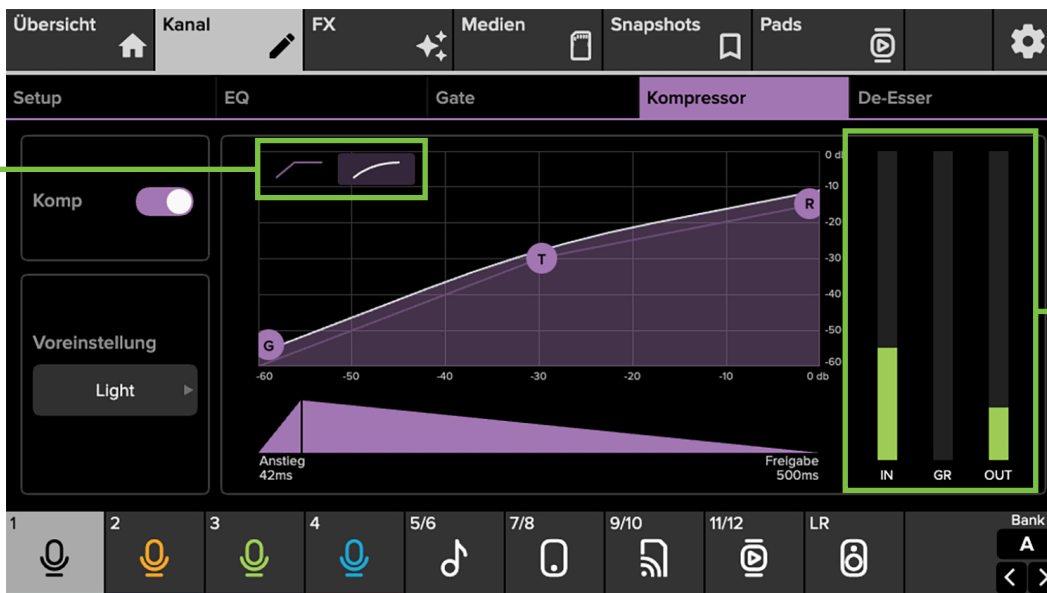 Übersicht
Kanal
FX
Medien
Snapshots
Pads
Setup
EQ
Gate
Kompressor
De-Esser
Komp
Voreinstellung
Light
0 db
-10
-20
-30
-40
-50
-60
R
T
G
-60
-50
-40
-30
-20
-10
0 db
Anstieg
42ms
Freigabe
500ms
IN
GR
OUT
1
2
3
4
5/6
7/8
9/10
11/12
LR
Bank
A